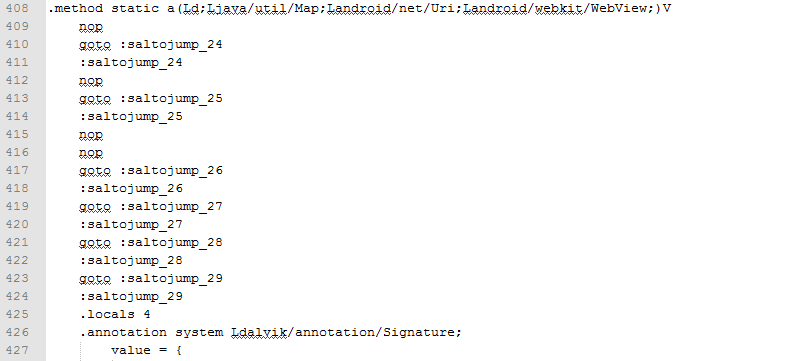 408 .method static a(Ld;Ljava/util/Map;Landroid/net/Uri;Landroid/webkit/WebView;)V
409 nop
410 goto :saltojump_24
411 :saltojump_24
412 nop
413 goto :saltojump_25
414 :saltojump_25
415 nop
416 nop
417 goto :saltojump_26
418 :saltojump_26
419 goto :saltojump_27
420 :saltojump_27
421 goto :saltojump_28
422 :saltojump_28
423 goto :saltojump_29
424 :saltojump_29
425 .locals 4
426 .annotation system Ldalvik/annotation/Signature;
427 value = {